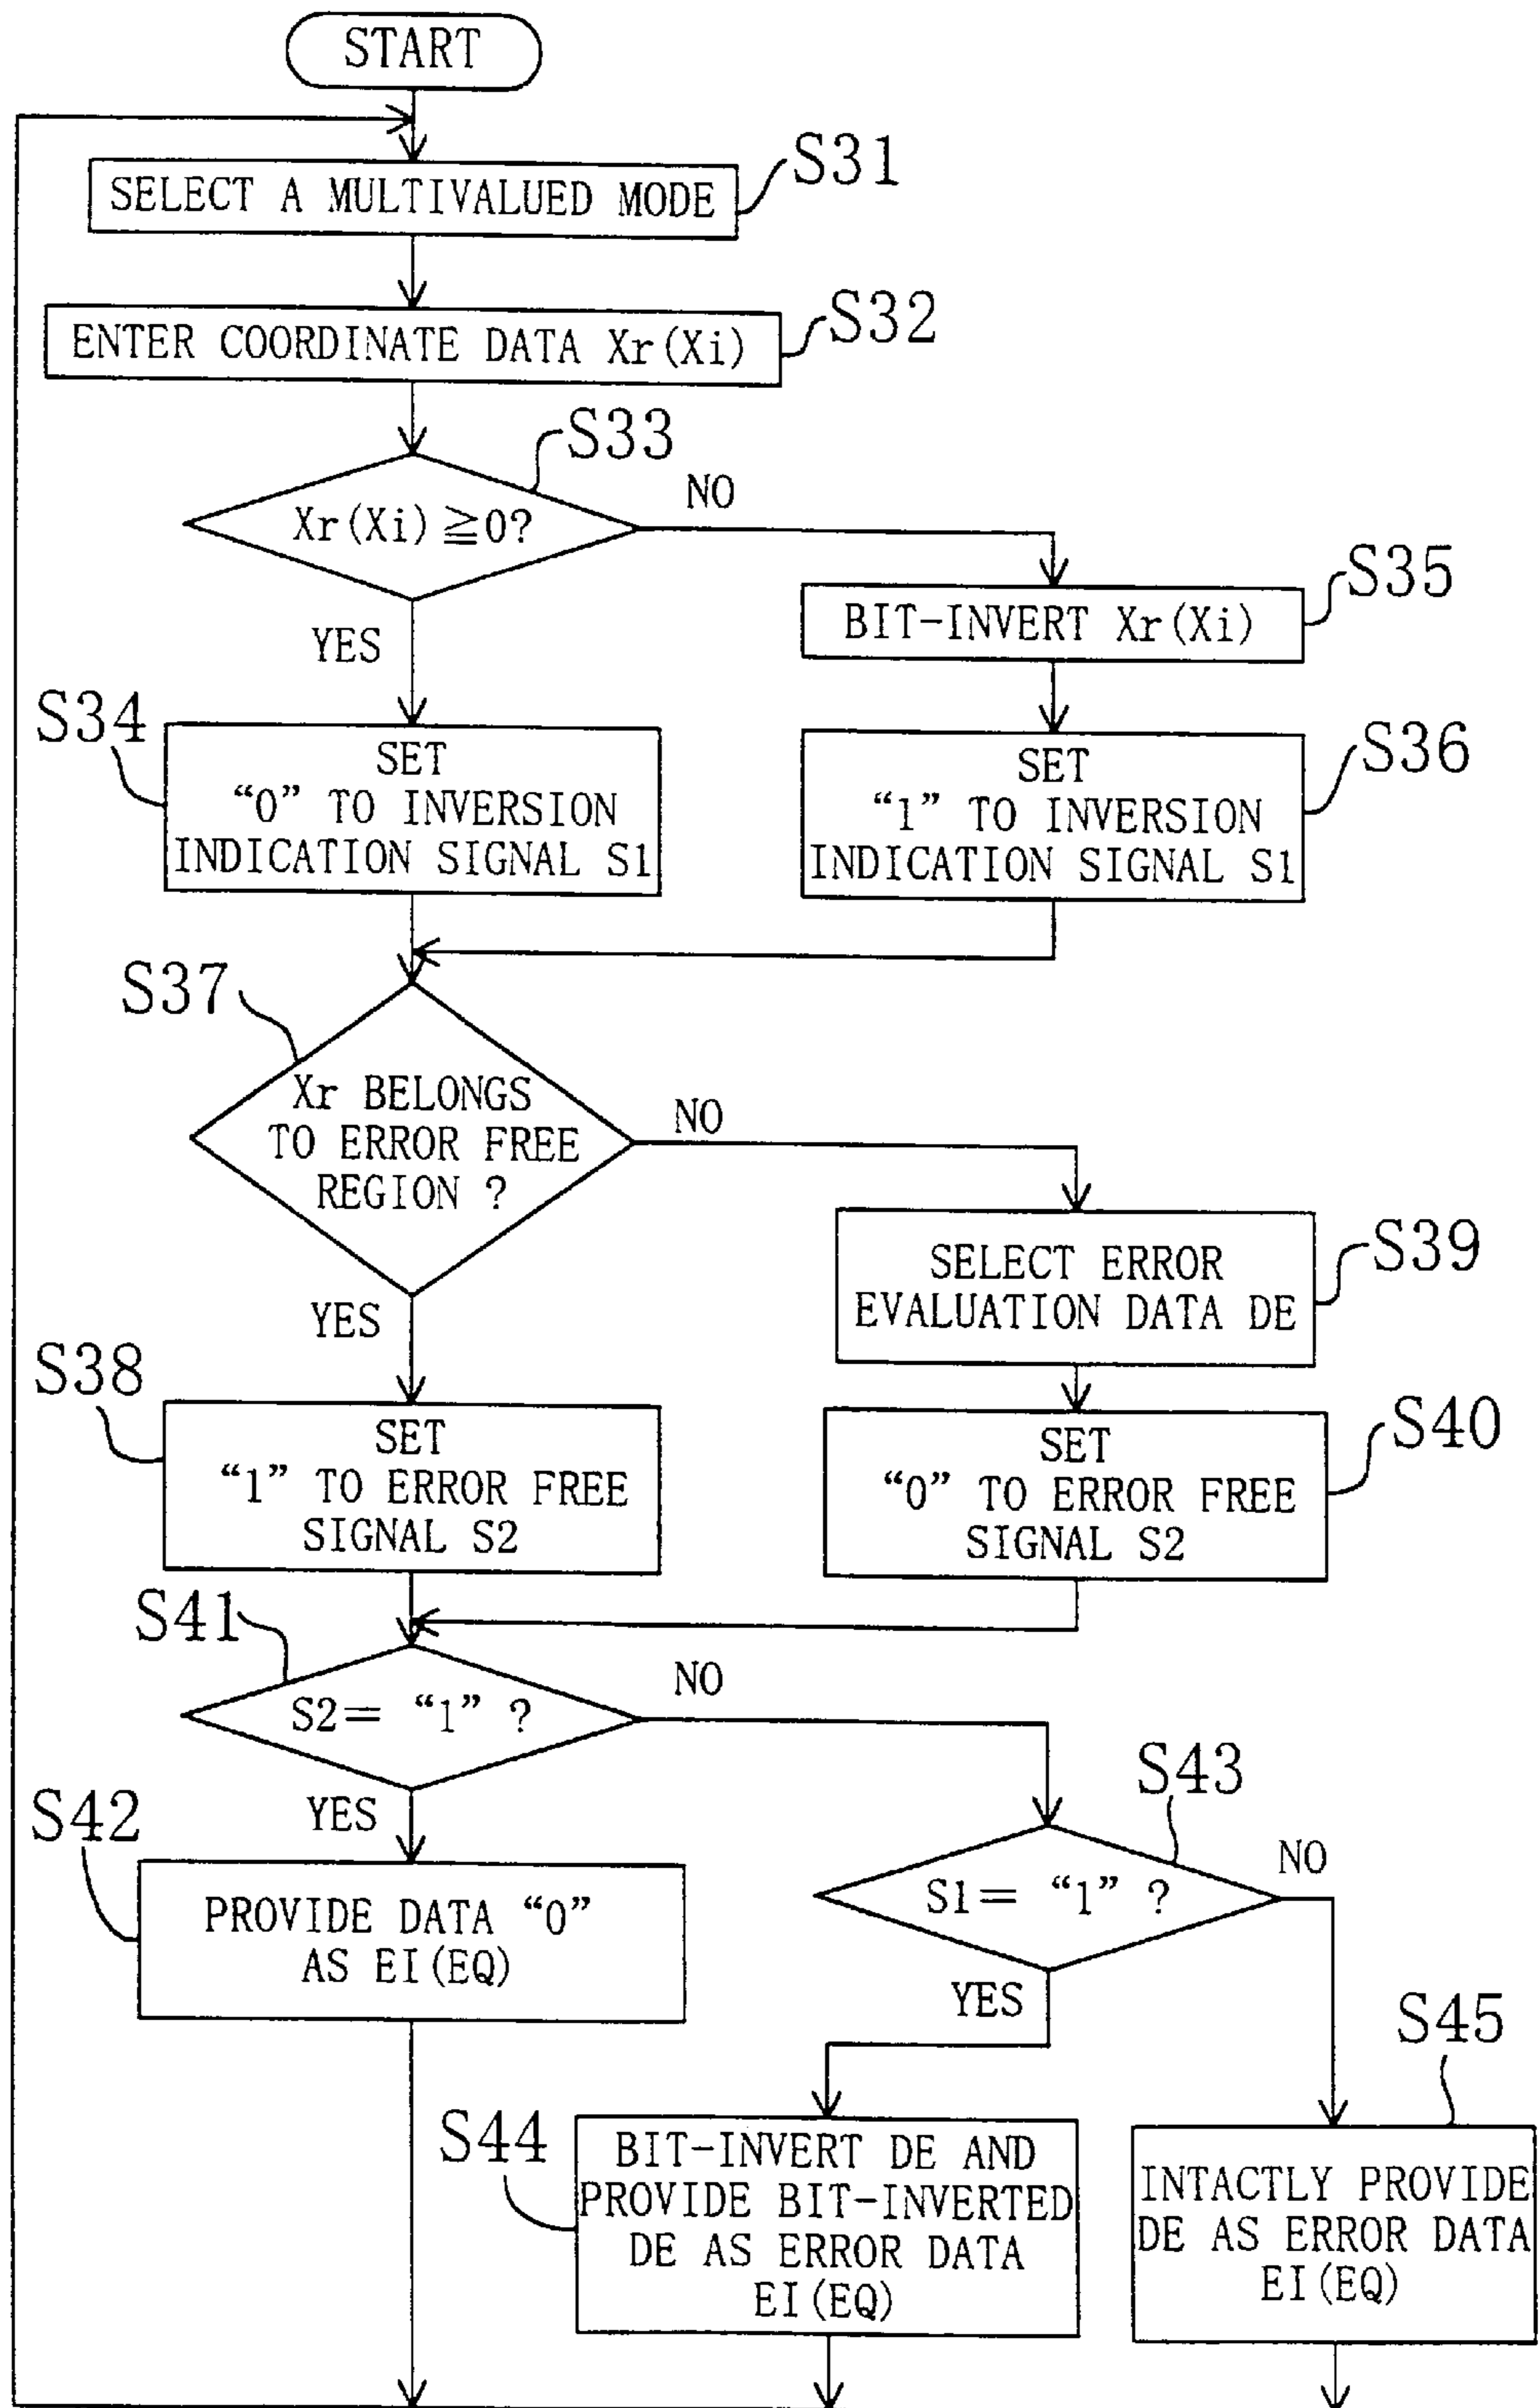 START
S31
SELECT A MULTIVALUED MODE
S32
ENTER COORDINATE DATA Xr(Xi)
S33
Xr(Xi)≧0?
NO
YES
S35
BIT-INVERT Xr(Xi)
S34
SET
“0” TO INVERSION
INDICATION SIGNAL S1
S36
SET
“1” TO INVERSION
INDICATION SIGNAL S1
S37
Xr BELONGS
TO ERROR FREE
REGION ?
NO
YES
S39
SELECT ERROR
EVALUATION DATA DE
S38
SET
“1” TO ERROR FREE
SIGNAL S2
S40
SET
“0” TO ERROR FREE
SIGNAL S2
S41
S2= “1” ?
NO
YES
S43
S1= “1” ?
NO
YES
S42
PROVIDE DATA “0”
AS EI(EQ)
S44
BIT-INVERT DE AND
PROVIDE BIT-INVERTED
DE AS ERROR DATA
EI(EQ)
S45
INTACTLY PROVIDE
DE AS ERROR DATA
EI(EQ)